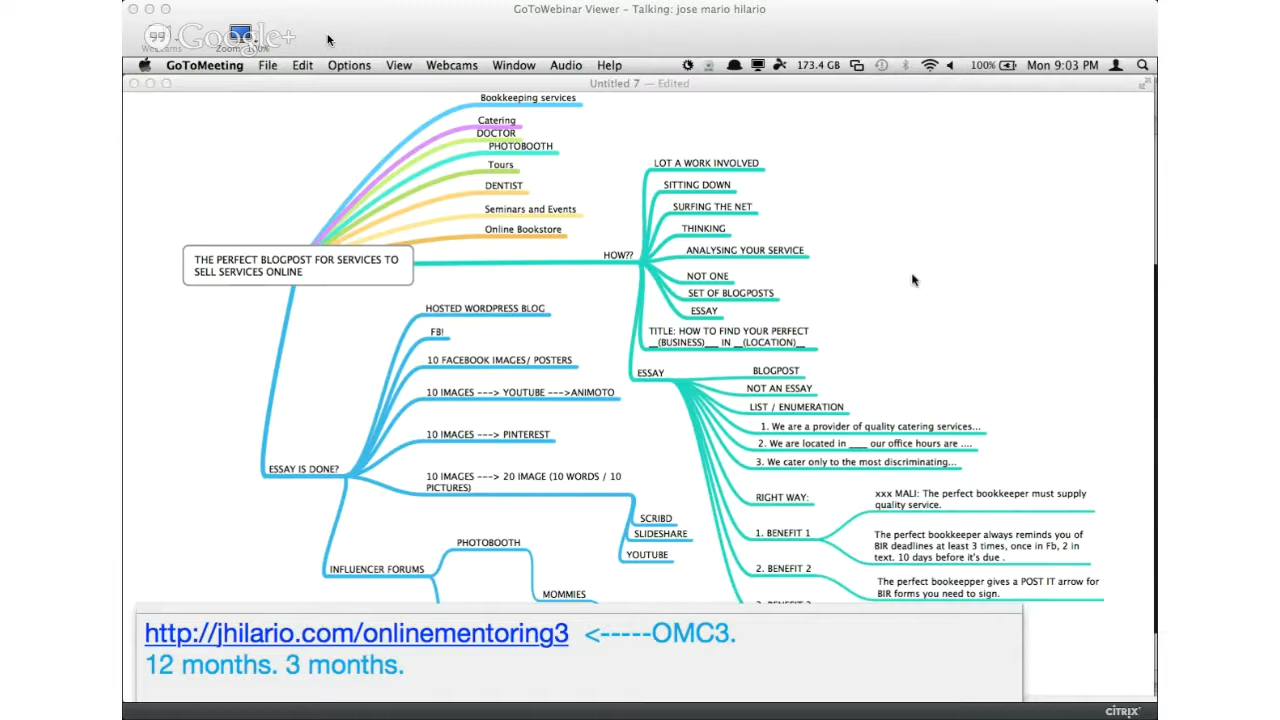 GoToWebinar Viewer – Talking: jose mario hilario
Google+
Webcams
GoToMeeting File Edit Options View Webcams Window Audio Help 173.4 GB 100% Mon 9:03 PM
Untitled 7 — Edited
Bookkeeping services
Catering
DOCTOR
PHOTOBOOTH
Tours
DENTIST
Seminars and Events
Online Bookstore
THE PERFECT BLOGPOST FOR SERVICES TO
SELL SERVICES ONLINE
HOW??
LOT A WORK INVOLVED
SITTING DOWN
SURFING THE NET
THINKING
ANALYSING YOUR SERVICE
NOT ONE
SET OF BLOGPOSTS
ESSAY
TITLE: HOW TO FIND YOUR PERFECT
__(BUSINESS)___ IN __(LOCATION)__
ESSAY
BLOGPOST
NOT AN ESSAY
LIST / ENUMERATION
1. We are a provider of quality catering services...
2. We are located in ____ our office hours are ....
3. We cater only to the most discriminating...
RIGHT WAY:
xxx MALI: The perfect bookkeeper must supply
quality service.
1. BENEFIT 1
The perfect bookkeeper always reminds you of
BIR deadlines at least 3 times, once in Fb, 2 in
text. 10 days before it's due .
2. BENEFIT 2
The perfect bookepper gives a POST IT arrow for
BIR forms you need to sign.
HOSTED WORDPRESS BLOG
FB!
10 FACEBOOK IMAGES/ POSTERS
10 IMAGES ---> YOUTUBE --->ANIMOTO
10 IMAGES ---> PINTEREST
10 IMAGES ---> 20 IMAGE (10 WORDS / 10
PICTURES)
ESSAY IS DONE?
SCRIBD
SLIDESHARE
YOUTUBE
PHOTOBOOTH
INFLUENCER FORUMS
MOMMIES
http://jhilario.com/onlinementoring3 <-----OMC3.
12 months. 3 months.
CITRIX